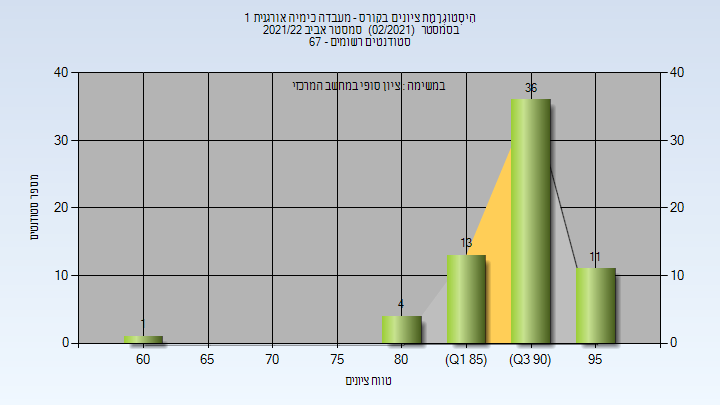 היסטוגרמת ציונים בקורס - מעבדה כימיה אורגנית 1
בסמסטר (02/2021) סמסטר אביב 2021/22
סטודנטים רשומים - 67
במשימה : ציון סופי במחשב המרכזי
40 40
30 30
20 20
10 10
0 0
מספר סטודנטים
1 4 13 36 11
60 65 70 75 80 (Q1 85) (Q3 90) 95
טווח ציונים